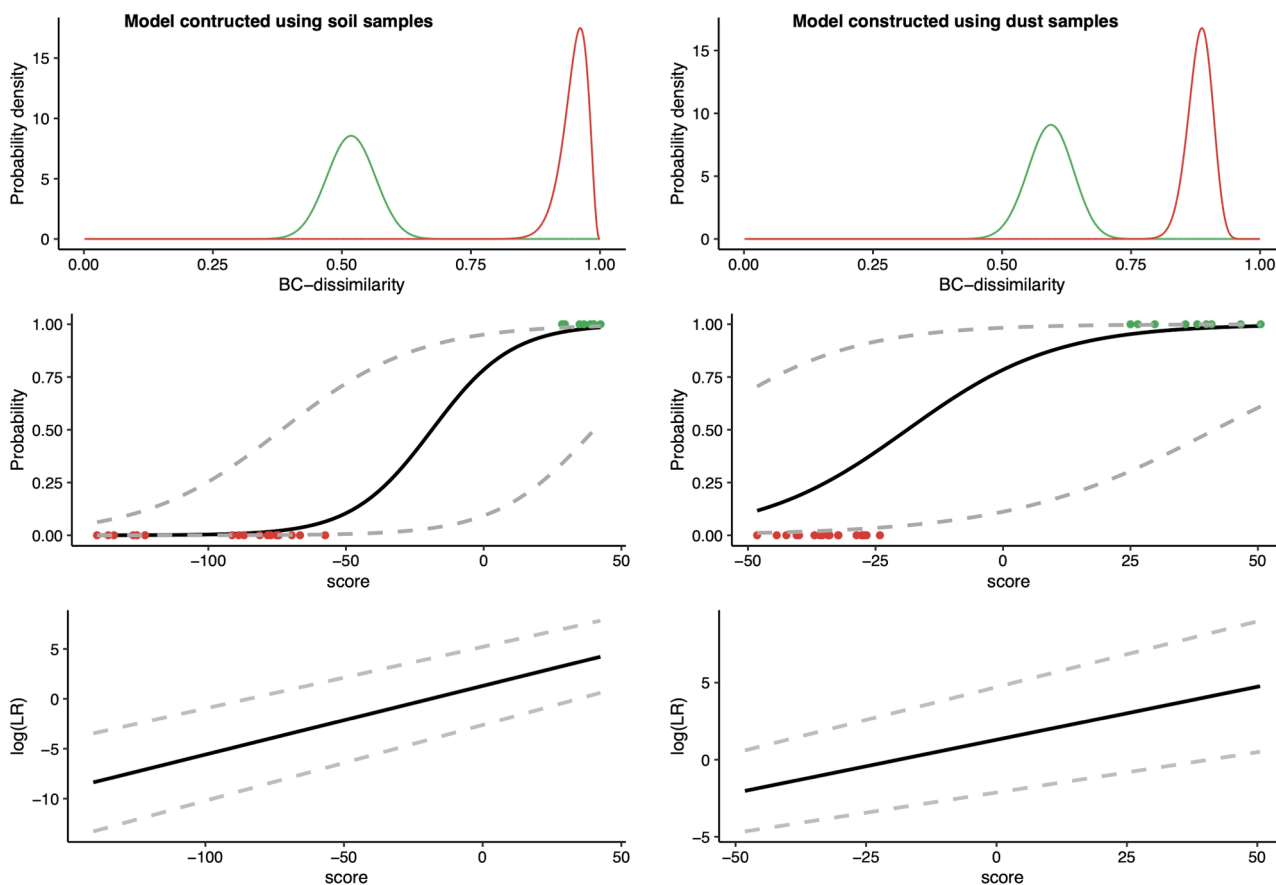 Model contructed using soil samples
Probability density
15
10
5
0
0.00 0.25 0.50 0.75 1.00
BC−dissimilarity
Model constructed using dust samples
Probability density
15
10
5
0
0.00 0.25 0.50 0.75 1.00
BC−dissimilarity
Probability
1.00
0.75
0.50
0.25
0.00
−100 −50 0 50
score
Probability
1.00
0.75
0.50
0.25
0.00
−50 −25 0 25 50
score
log(LR)
5
0
−5
−10
−100 −50 0 50
score
log(LR)
5
0
−5
−50 −25 0 25 50
score